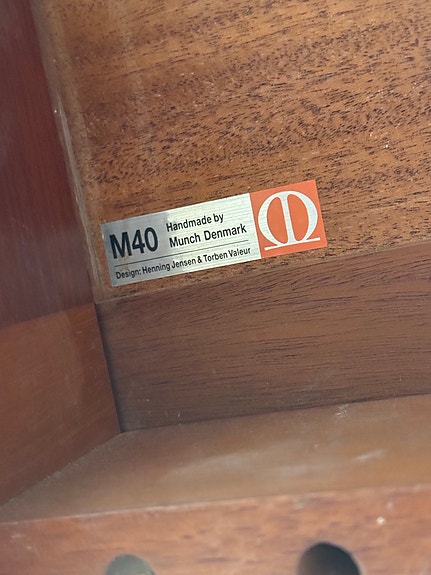 M40
Handmade by
Munch Denmark
Design: Henning Jensen & Torben Valeur